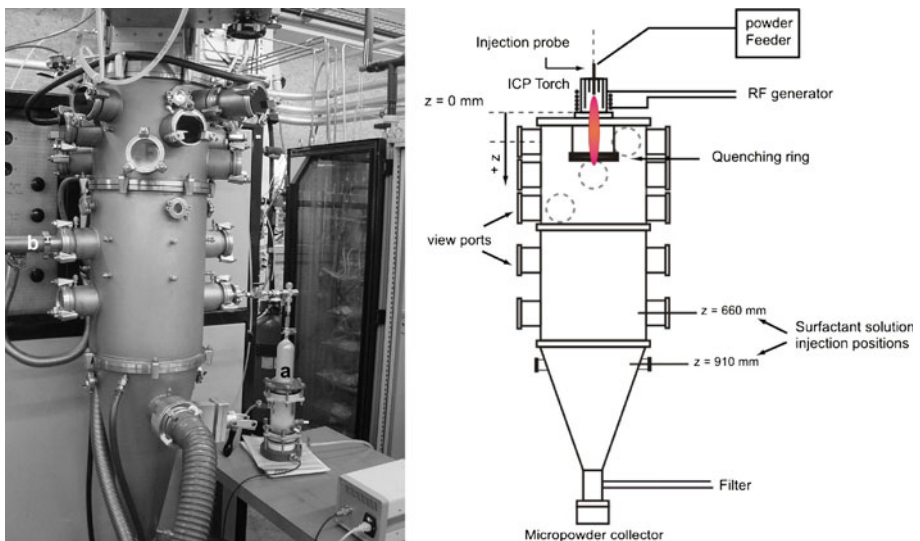 b
a
powder
Feeder
Injection probe
ICP Torch
z = 0 mm
RF generator
+z
Quenching ring
view ports
z = 660 mm
Surfactant solution
injection positions
z = 910 mm
Filter
Micropowder collector